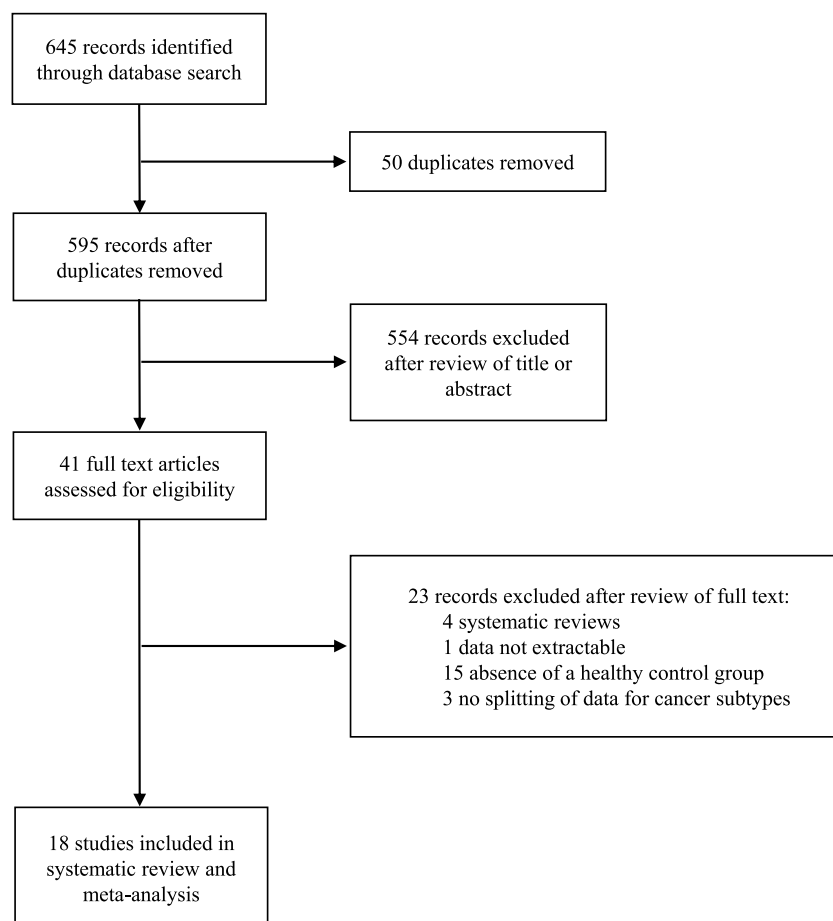 645 records identified
through database search
50 duplicates removed
595 records after
duplicates removed
554 records excluded
after review of title or
abstract
41 full text articles
assessed for eligibility
23 records excluded after review of full text:
4 systematic reviews
1 data not extractable
15 absence of a healthy control group
3 no splitting of data for cancer subtypes
18 studies included in
systematic review and
meta-analysis